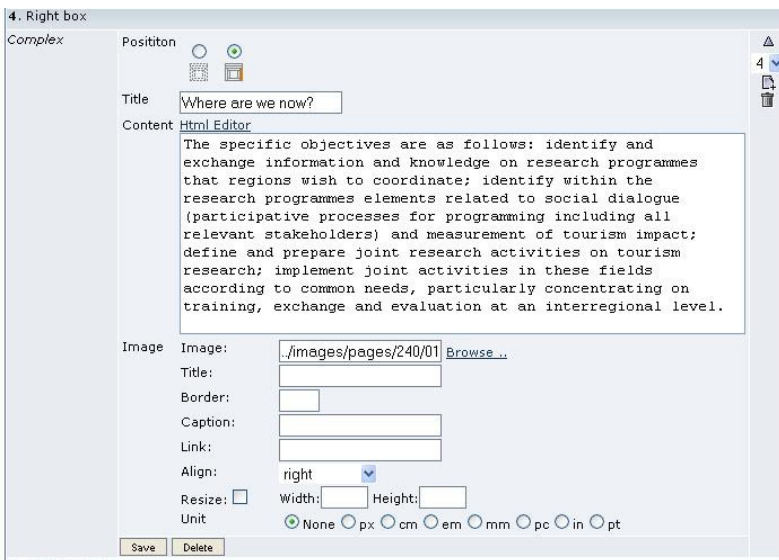 4. Right box
Complex
Posititon
4
Title
Where are we now?
Content Html Editor
The specific objectives are as follows: identify and
exchange information and knowledge on research programmes
that regions wish to coordinate; identify within the
research programmes elements related to social dialogue
(participative processes for programming including all
relevant stakeholders) and measurement of tourism impact;
define and prepare joint research activities on tourism
research; implement joint activities in these fields
according to common needs, particularly concentrating on
training, exchange and evaluation at an interregional level.
Image Image: ../images/pages/240/01 Browse ..
Title:
Border:
Caption:
Link:
Align: right
Resize: Width: Height:
Unit None px cm em mm pc in pt
Save Delete